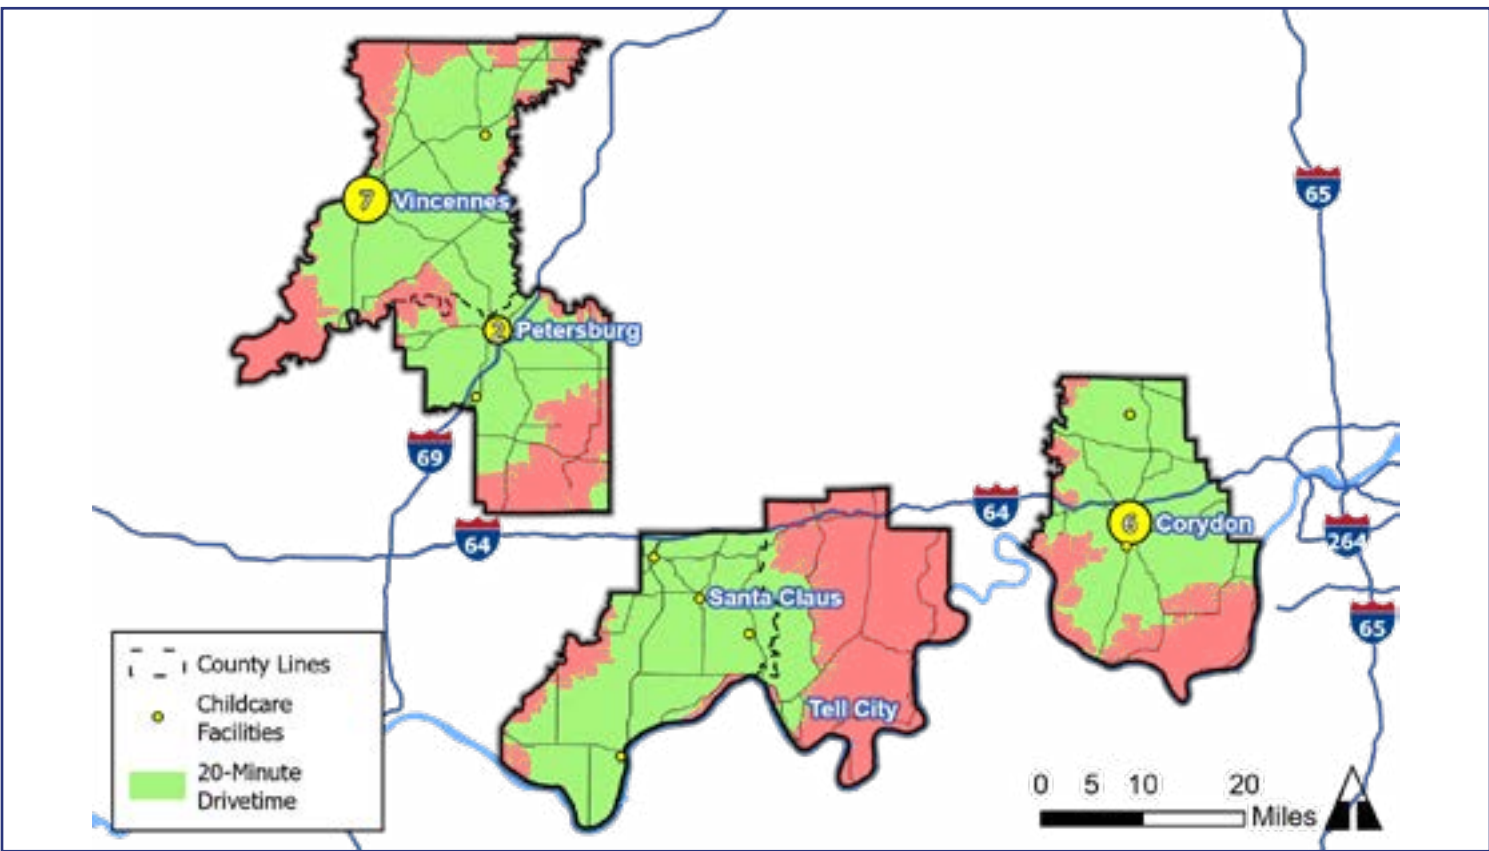 65
7
Vincennes
2
Petersburg
69
64
64
6
Corydon
264
65
Santa Claus
Tell City
County Lines
Childcare
Facilities
20-Minute
Drivetime
0 5 10 20
Miles